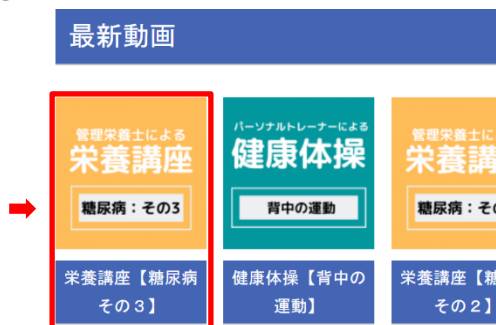 最新動画
管理栄養士による
栄養講座
糖尿病：その3
パーソナルトレーナーによる
健康体操
背中の運動
管理栄養士に
栄養講
糖尿病：そ
栄養講座【糖尿病
その３】
健康体操【背中の
運動】
栄養講座【糖
その２】